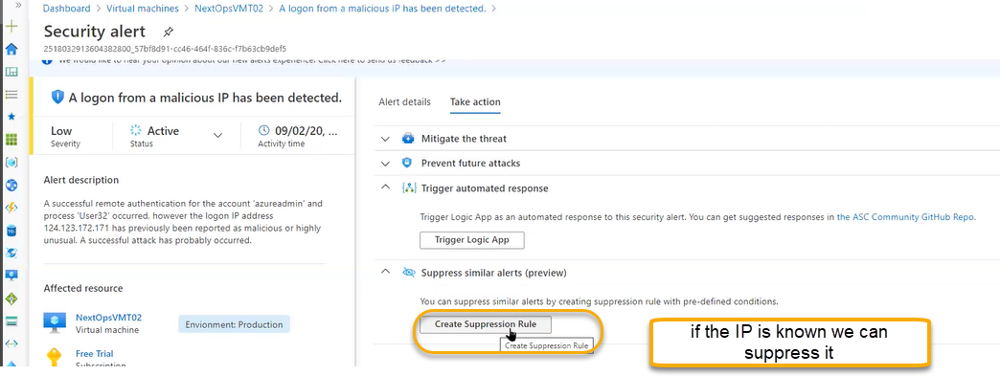 Dashboard > Virtual machines > NextOpsVMT02 > A logon from a malicious IP has been detected. >
Security alert
2518032913604382800_57bf8d91-cc46-464f-836c-f7b63cb9def5
We would like to hear your opinion about our new alerts experience. Click here to send us feedback >>
A logon from a malicious IP has been detected.
Low
Severity
Active
Status
09/02/20, ...
Activity time
Alert description
A successful remote authentication for the account 'azureadmin' and
process 'User32' occurred, however the logon IP address
124.123.172.171 has previously been reported as malicious or highly
unusual. A successful attack has probably occurred.
Affected resource
NextOpsVMT02
Virtual machine
Envionment: Production
Free Trial
Subscription
Alert details
Take action
Mitigate the threat
Prevent future attacks
Trigger automated response
Trigger Logic App as an automated response to this security alert. You can get suggested responses in the ASC Community GitHub Repo.
Trigger Logic App
Suppress similar alerts (preview)
You can suppress similar alerts by creating suppression rule with pre-defined conditions.
Create Suppression Rule
Create Suppression Rule
if the IP is known we can
suppress it